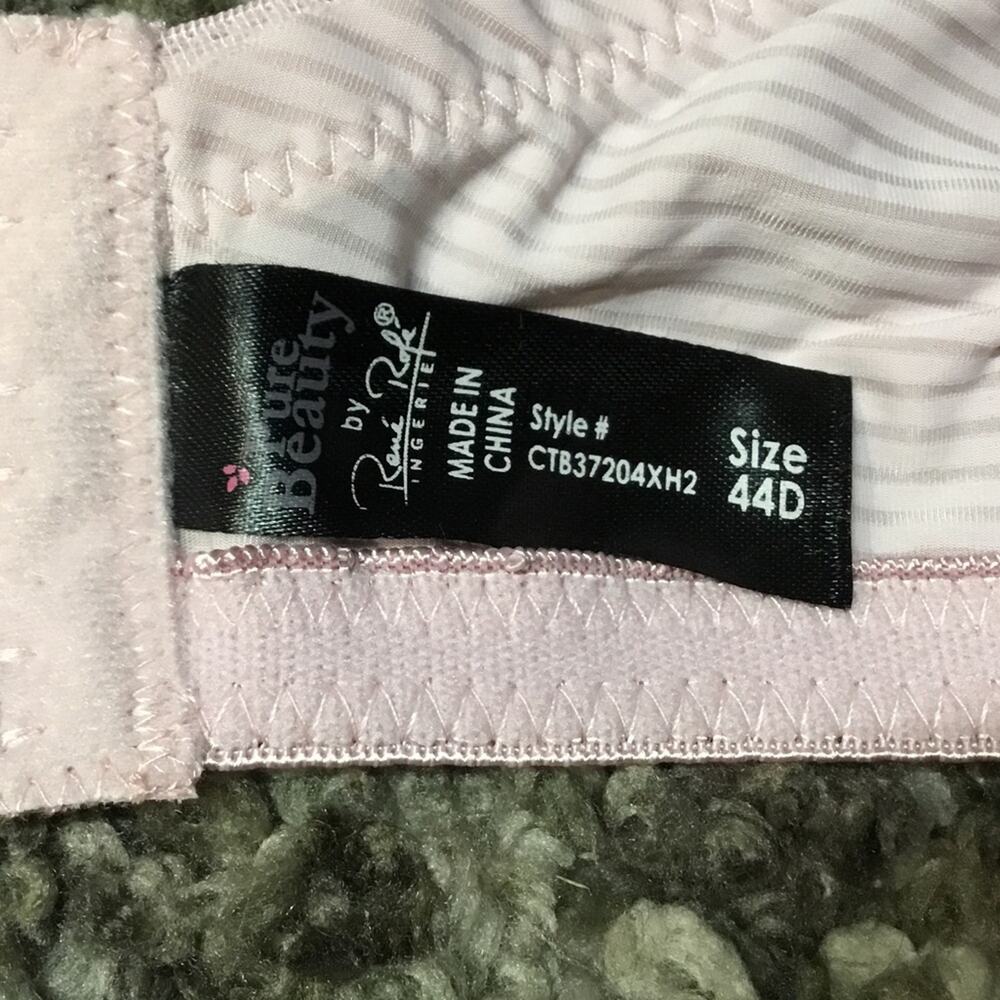 Pure
Beauty
by
René Rofé®
INGERIE
MADE IN
CHINA
Style #
CTB37204XH2
Size
44D